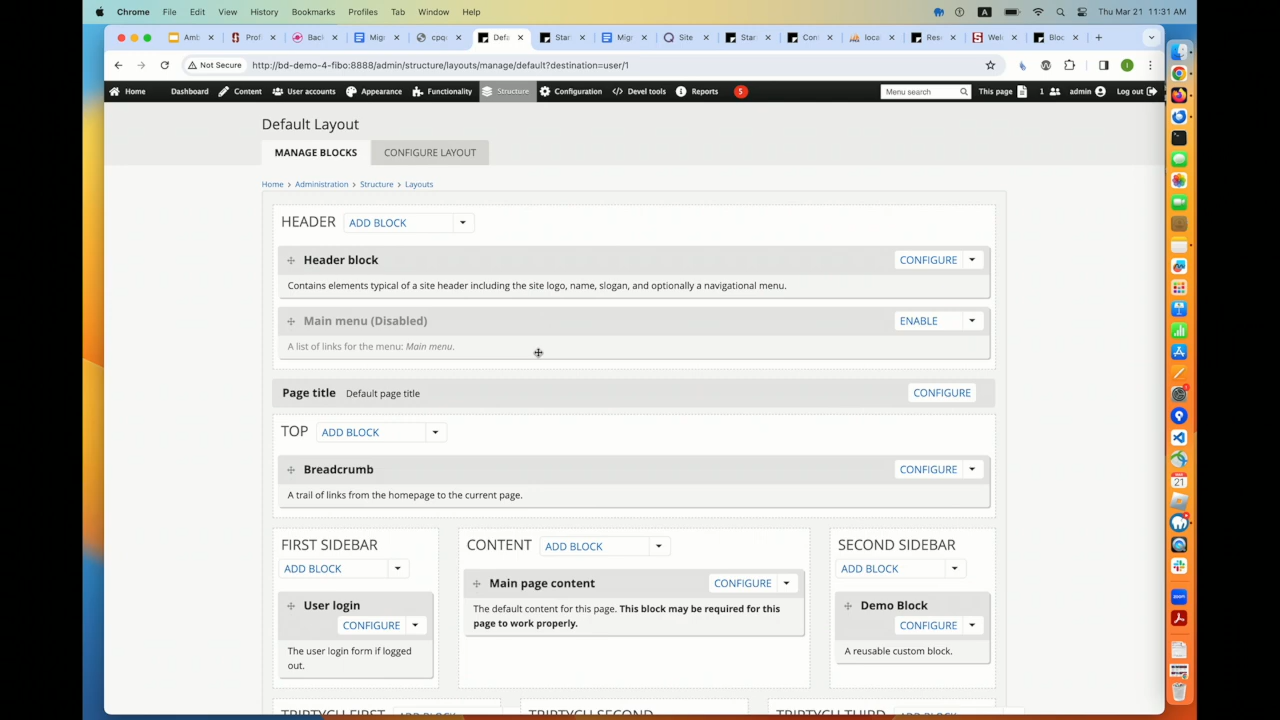 Chrome File Edit View History Bookmarks Profiles Tab Window Help
A Thu Mar 21 11:31 AM
Amb Prof Bacl Migr cpqc Defa Star Migr Site Star Con loca Res Welc Bloc
Not Secure http://bd-demo-4-fibo:8888/admin/structure/layouts/manage/default?destination=user/1
Home Dashboard Content User accounts Appearance Functionality Structure Configuration Devel tools Reports 5 Menu search This page 1 admin Log out
Default Layout
MANAGE BLOCKS CONFIGURE LAYOUT
Home › Administration › Structure › Layouts
HEADER ADD BLOCK
Header block CONFIGURE
Contains elements typical of a site header including the site logo, name, slogan, and optionally a navigational menu.
Main menu (Disabled) ENABLE
A list of links for the menu: Main menu.
Page title Default page title CONFIGURE
TOP ADD BLOCK
Breadcrumb CONFIGURE
A trail of links from the homepage to the current page.
FIRST SIDEBAR
ADD BLOCK
User login
CONFIGURE
The user login form if logged
out.
CONTENT ADD BLOCK
Main page content CONFIGURE
The default content for this page. This block may be required for this
page to work properly.
SECOND SIDEBAR
ADD BLOCK
Demo Block
CONFIGURE
A reusable custom block.
TRIPTYCH FIRST ADD BLOCK TRIPTYCH SECOND TRIPTYCH THIRD ADD BLOCK